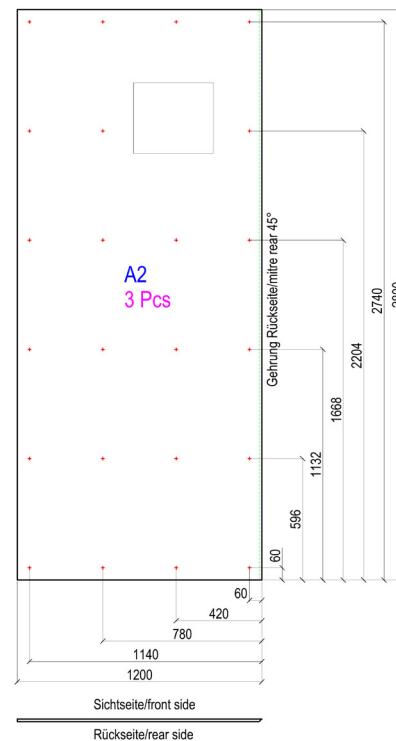 A2
3 Pcs
Gehrung Rückseite/mitre rear 45°
2740
2204
1668
1132
596
60
60
420
780
1140
1200
Sichtseite/front side
Rückseite/rear side